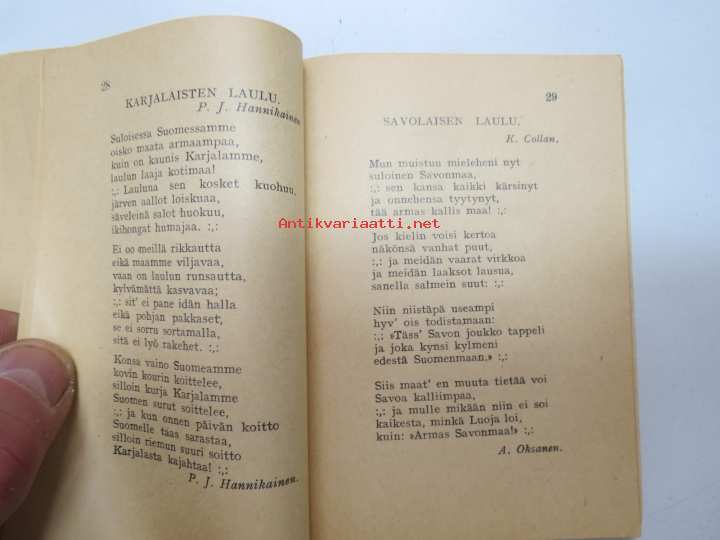 28
KARJALAISTEN LAULU.
P. J. Hannikainen
Suloisessa Suomessamme
oisko maata armaampaa,
kuin on kaunis Karjalamme,
laulun laaja kotimaa!
:,: Lauluna sen kosket kuohuu,
järven aallot loiskuaa,
säveleinä salot huokuu,
ikihongat humajaa. :,:
Ei oo meillä rikkautta
eikä maamme viljavaa,
vaan on laulun runsautta,
kylvämättä kasvavaa;
:,: sit' ei pane idän halla
eikä pohjan pakkaset,
se ei sorru sortamalla,
sitä ei lyö rakehet. :,:
Konsa vaino Suomeamme
kovin kourin koittelee,
silloin kurja Karjalamme
Suomen surut soittelee,
:,: ja kun onnen päivän koitto
Suomelle taas sarastaa,
silloin riemun suuri soitto
Karjalasta kajahtaa! :,:
P. J. Hannikainen.
29
SAVOLAISEN LAULU.
K. Collan.
Mun muistuu mieleheni nyt
suloinen Savonmaa,
:,: sen kansa kaikki kärsinyt
ja onnehensa tyytynyt,
tää armas kallis maa! :,:
Jos kielin voisi kertoa
näkönsä vanhat puut,
:,: ja meidän vaarat virkkoa
ja meidän laaksot lausua,
sanella salmein suut: :,:
Niin niistäpä useampi
hyv' ois todistamaan:
:,: »Täss' Savon joukko tappeli
ja joka kynsi kylmeni
edestä Suomenmaan.» :,:
Siis maat' en muuta tietää voi
Savoa kalliimpaa,
:,: ja mulle mikään niin ei soi
kaikesta, minkä Luoja loi,
kuin: »Armas Savonmaa!» :,:
A. Oksanen.
Antikvariaatti.net